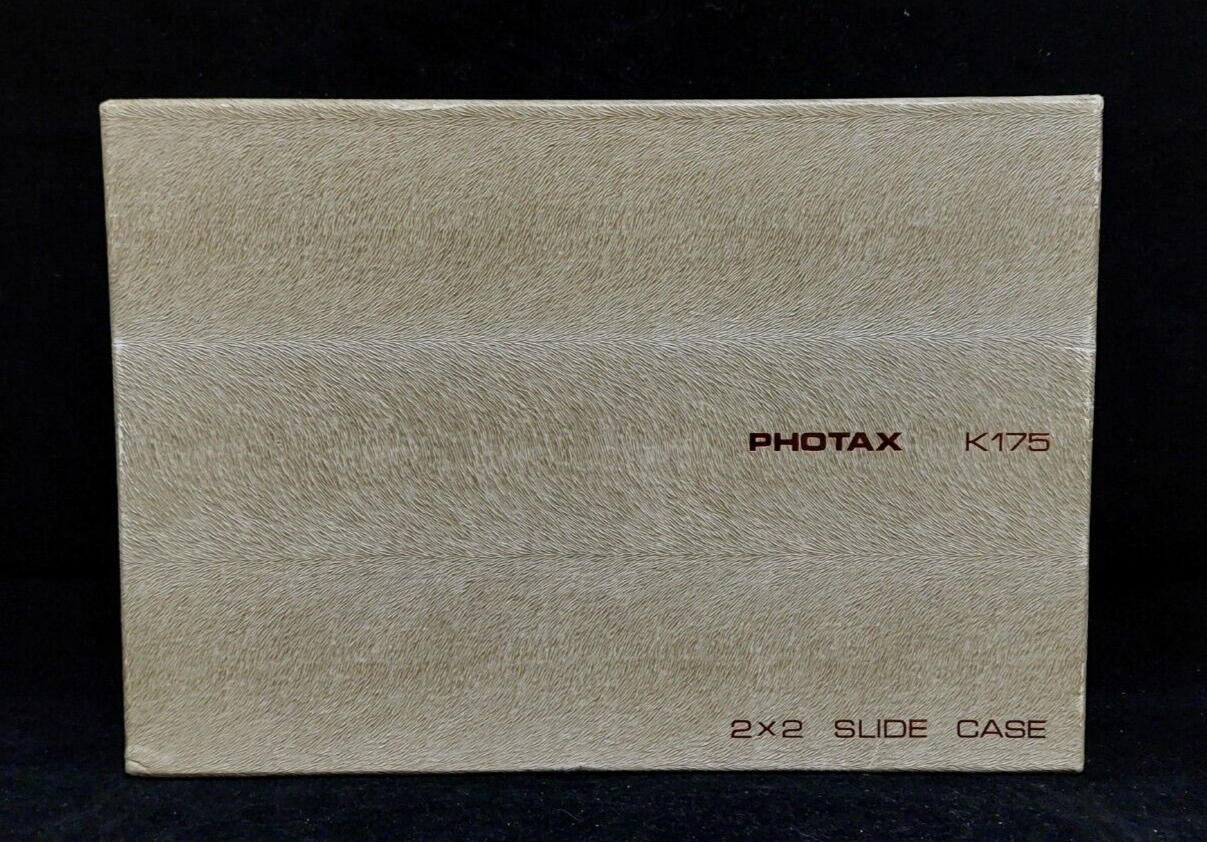 PHOTAX K175
2×2 SLIDE CASE